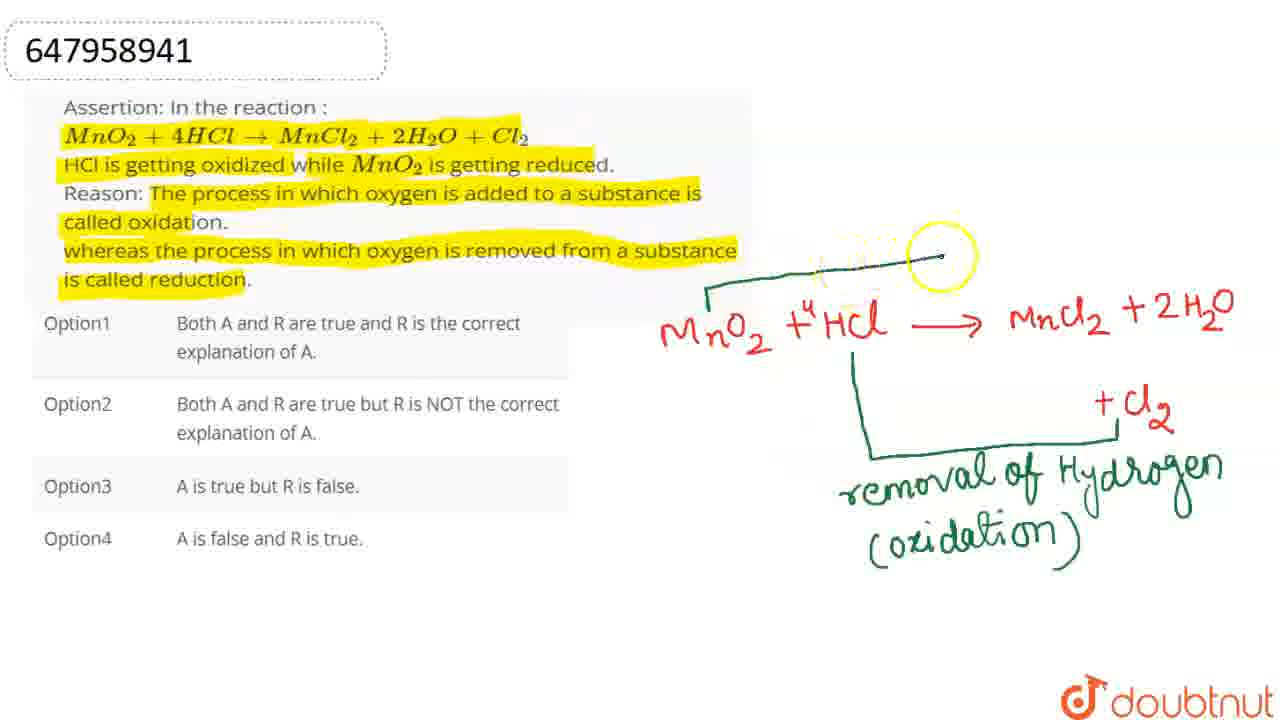 647958941
Assertion: In the reaction :
MnO₂ + 4HCl → MnCl₂ + 2H₂O + Cl₂
HCl is getting oxidized while MnO₂ is getting reduced.
Reason: The process in which oxygen is added to a substance is
called oxidation.
whereas the process in which oxygen is removed from a substance
is called reduction.
Option1 Both A and R are true and R is the correct
explanation of A.
Option2 Both A and R are true but R is NOT the correct
explanation of A.
Option3 A is true but R is false.
Option4 A is false and R is true.
MnO₂ + 4HCl → MnCl₂ + 2H₂O
+ Cl₂
removal of Hydrogen
(oxidation)
doubtnut